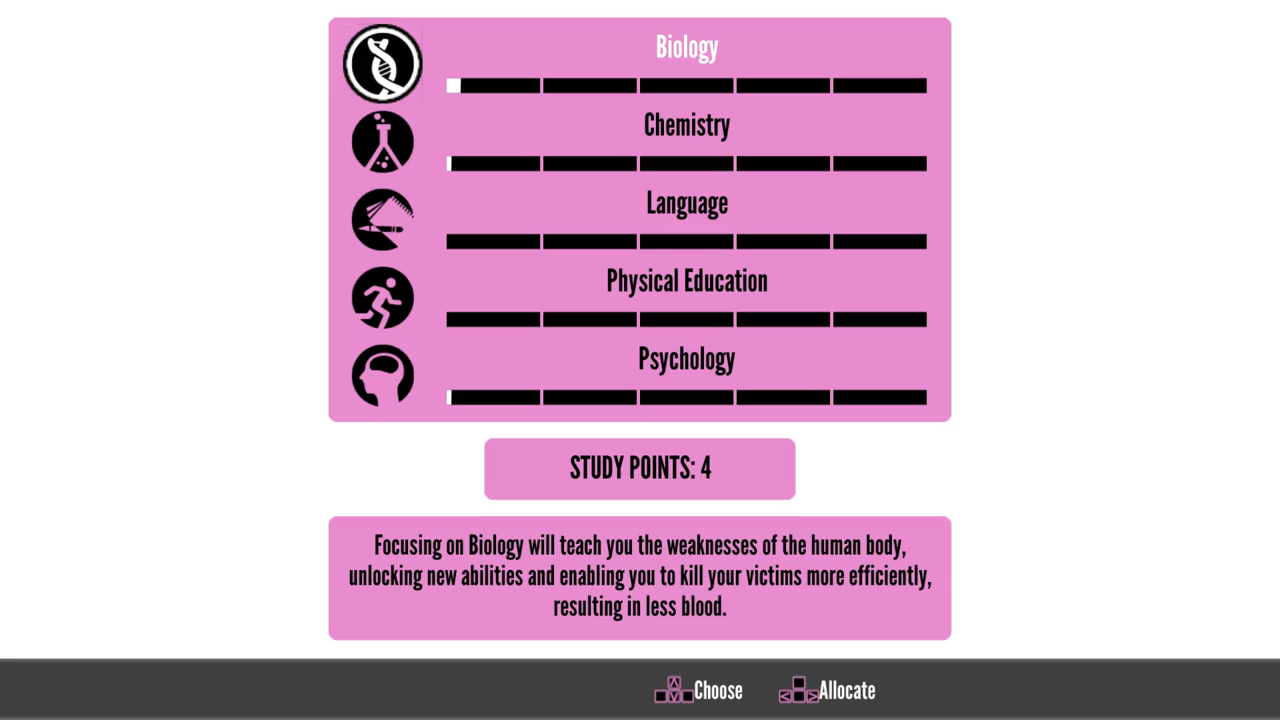 Biology
Chemistry
Language
Physical Education
Psychology
STUDY POINTS: 4
Focusing on Biology will teach you the weaknesses of the human body,
unlocking new abilities and enabling you to kill your victims more efficiently,
resulting in less blood.
Choose
Allocate